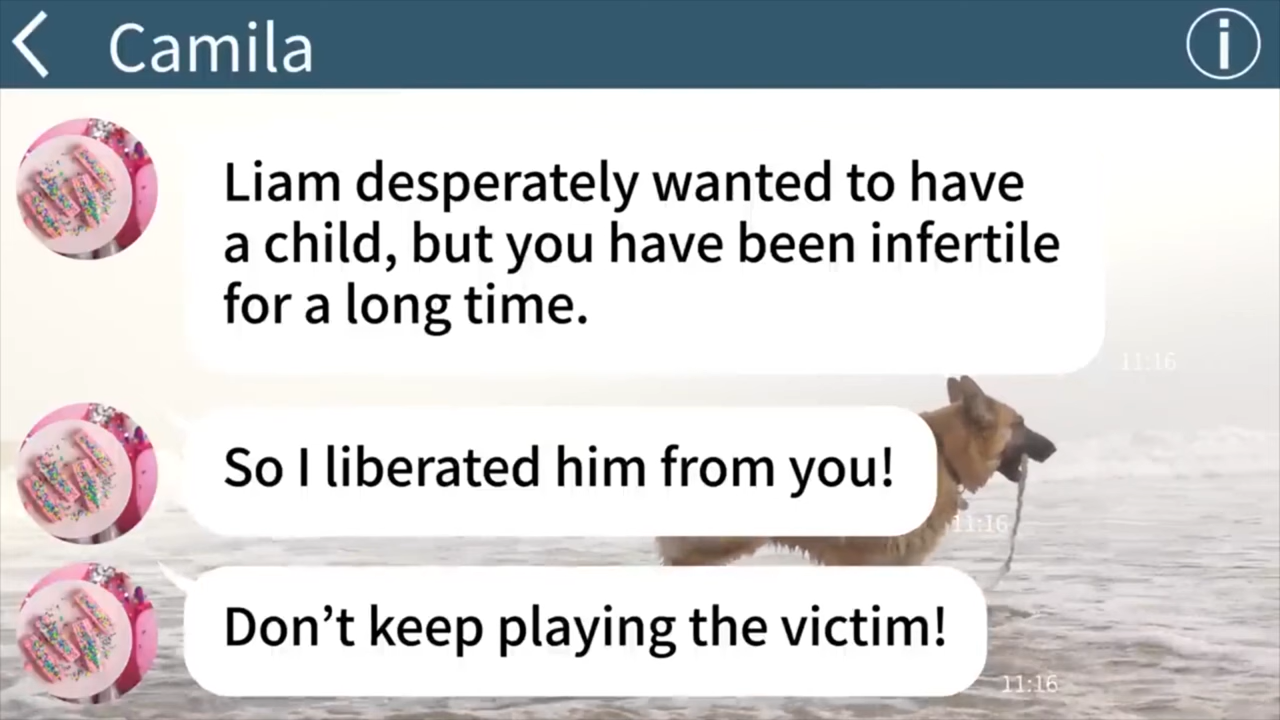 Camila
Liam desperately wanted to have
a child, but you have been infertile
for a long time.
11:16
So I liberated him from you!
11:16
Don’t keep playing the victim!
11:16